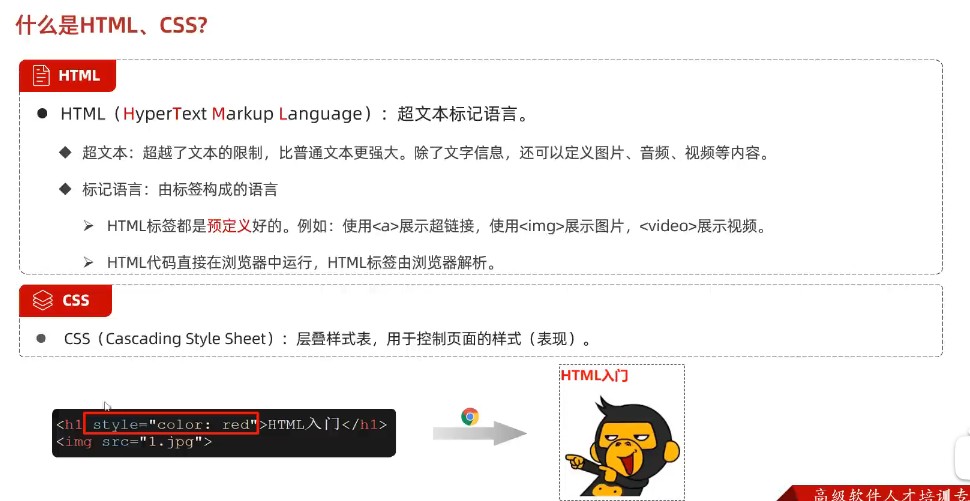 什么是HTML、CSS?
HTML
HTML（HyperText Markup Language）：超文本标记语言。
超文本：超越了文本的限制，比普通文本更强大。除了文字信息，还可以定义图片、音频、视频等内容。
标记语言：由标签构成的语言
HTML标签都是预定义好的。例如：使用<a>展示超链接，使用<img>展示图片，<video>展示视频。
HTML代码直接在浏览器中运行，HTML标签由浏览器解析。
CSS
CSS（Cascading Style Sheet）：层叠样式表，用于控制页面的样式（表现）。
<h1 style="color: red">HTML入门</h1>
<img src="1.jpg">
HTML入门
高级软件人才培训专